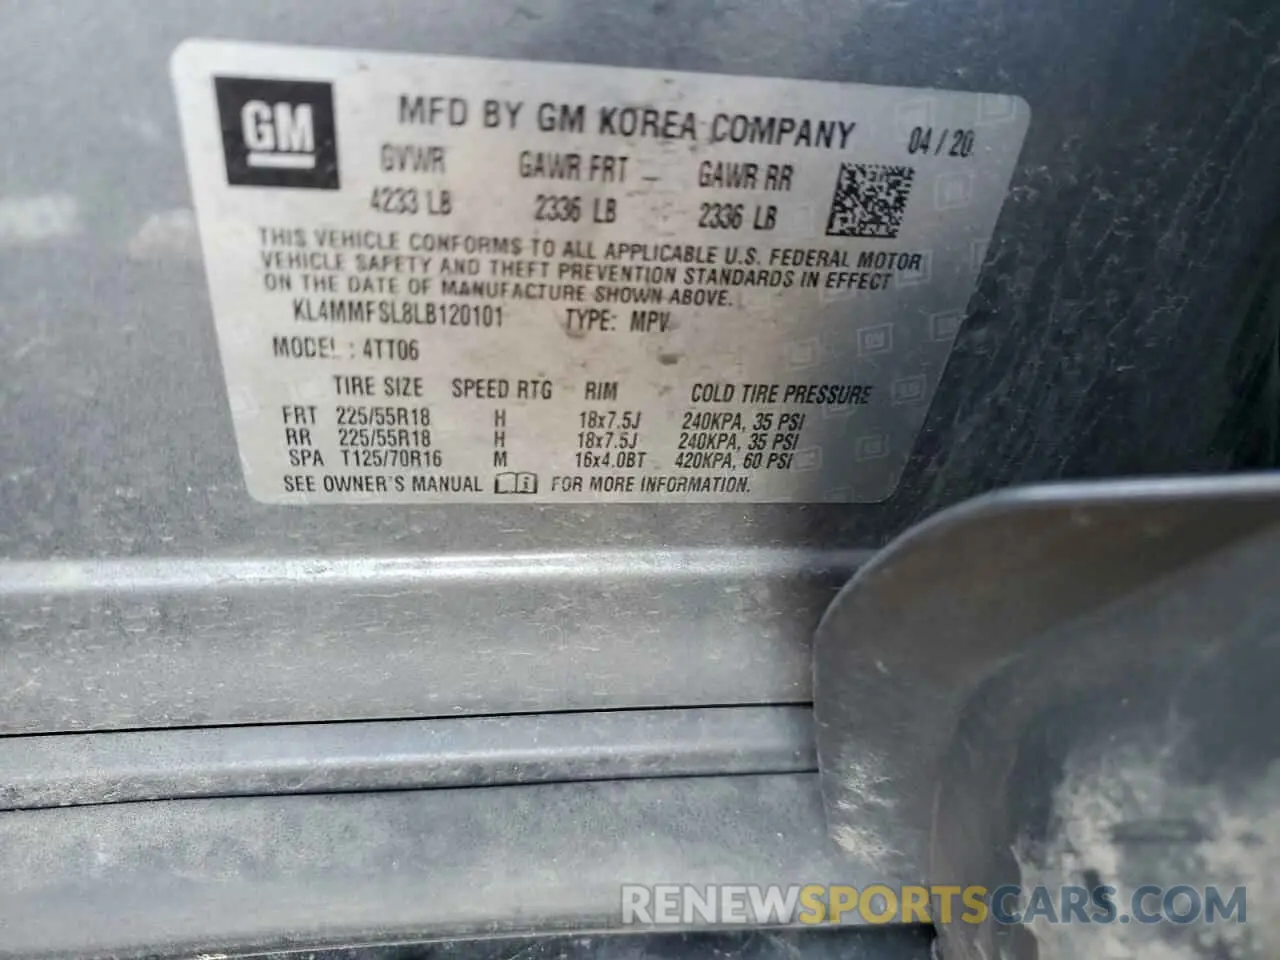 GM
MFD BY GM KOREA COMPANY 04/20
GVWR GAWR FRT GAWR RR
4233 LB 2336 LB 2336 LB
THIS VEHICLE CONFORMS TO ALL APPLICABLE U.S. FEDERAL MOTOR
VEHICLE SAFETY AND THEFT PREVENTION STANDARDS IN EFFECT
ON THE DATE OF MANUFACTURE SHOWN ABOVE.
KL4MMFSL8LB120101 TYPE: MPV
MODEL: 4TT06
TIRE SIZE SPEED RTG RIM COLD TIRE PRESSURE
FRT 225/55R18 H 18x7.5J 240KPA, 35 PSI
RR 225/55R18 H 18x7.5J 240KPA, 35 PSI
SPA T125/70R16 M 16x4.0BT 420KPA, 60 PSI
SEE OWNER'S MANUAL FOR MORE INFORMATION.
RENEWSPORTSCARS.COM